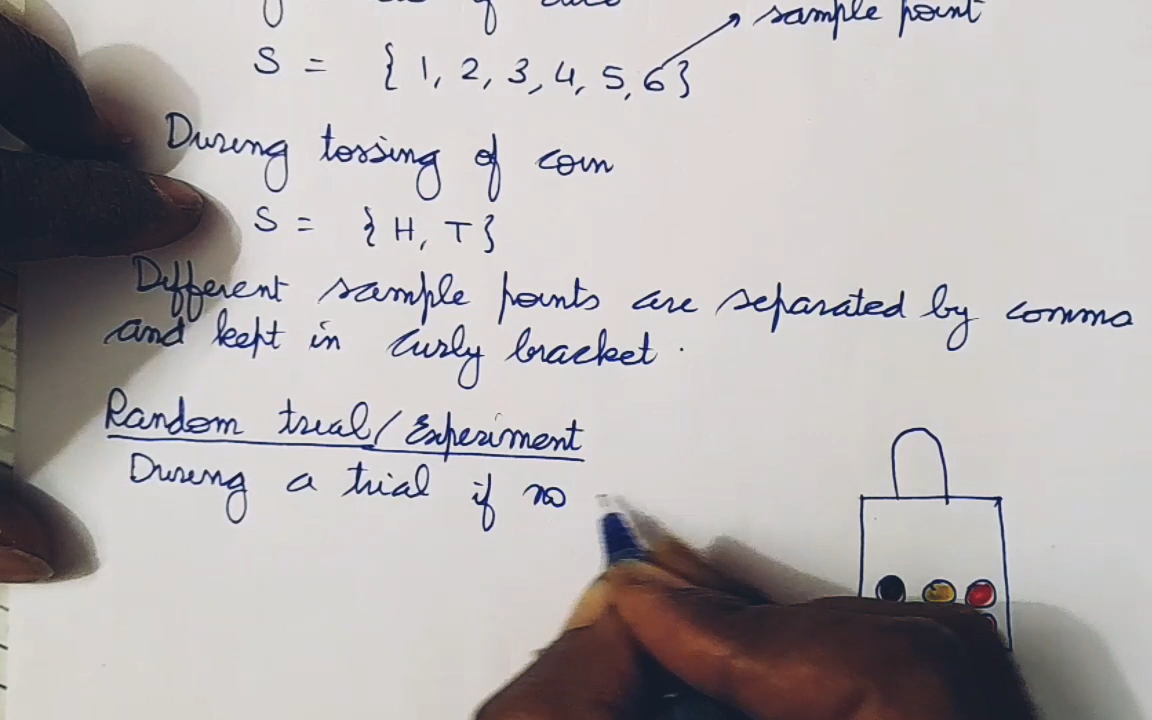 sample point
S = { 1, 2, 3, 4, 5, 6 }
During tossing of coin
S = { H, T }
Different sample points are separated by comma
and kept in curly bracket .
Random trial / Experiment
During a trial if no